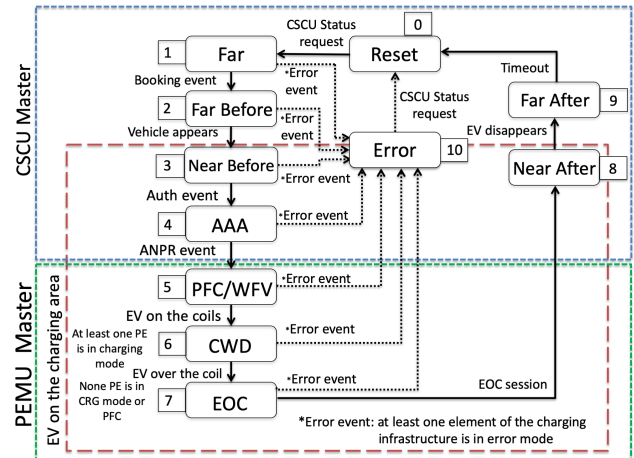 CSCU Master
PEMU Master
EV on the charging area
0
CSCU Status
request
1
Far
Reset
*Error
event
Booking event
Timeout
2
Far Before
*Error
event
CSCU Status
request
Far After
9
Vehicle appears
EV disappears
3
Near Before
Error
10
Near After
8
*Error event
Auth event
4
AAA
*Error event
ANPR event
5
PFC/WFV
*Error event
EV on the coils
At least one PE
is in charging
mode
6
CWD
*Error event
EV over the coil
None PE is in
CRG mode or
PFC
7
EOC
*Error event
EOC session
*Error event: at least one element of the charging
infrastructure is in error mode